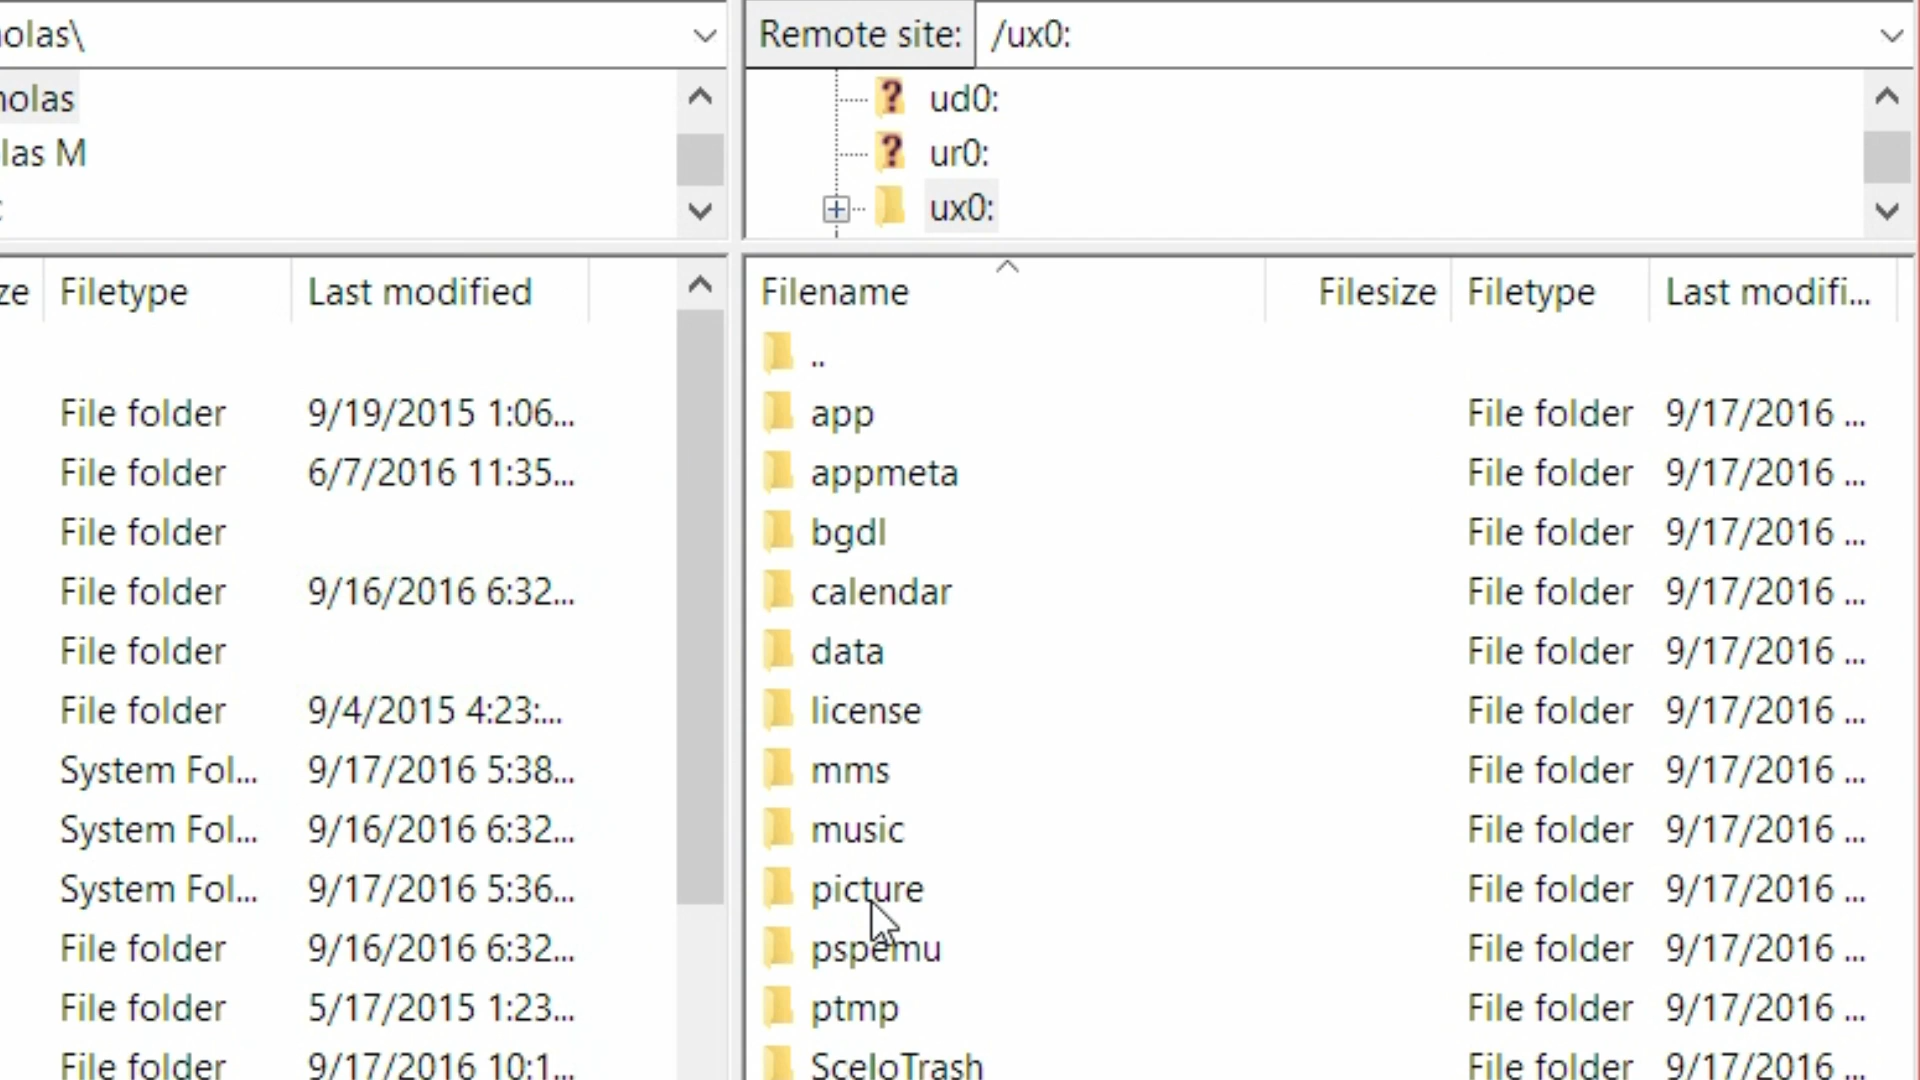 olas\
Remote site: /ux0:
nolas
las M
ud0:
ur0:
ux0:
ze Filetype Last modified
Filename Filesize Filetype Last modifi...
..
File folder 9/19/2015 1:06... app File folder 9/17/2016 ...
File folder 6/7/2016 11:35... appmeta File folder 9/17/2016 ...
File folder bgdl File folder 9/17/2016 ...
File folder 9/16/2016 6:32... calendar File folder 9/17/2016 ...
File folder data File folder 9/17/2016 ...
File folder 9/4/2015 4:23:... license File folder 9/17/2016 ...
System Fol... 9/17/2016 5:38... mms File folder 9/17/2016 ...
System Fol... 9/16/2016 6:32... music File folder 9/17/2016 ...
System Fol... 9/17/2016 5:36... picture File folder 9/17/2016 ...
File folder 9/16/2016 6:32... pspemu File folder 9/17/2016 ...
File folder 5/17/2015 1:23... ptmp File folder 9/17/2016 ...
File folder 9/17/2016 10:1... SceIoTrash File folder 9/17/2016 ...